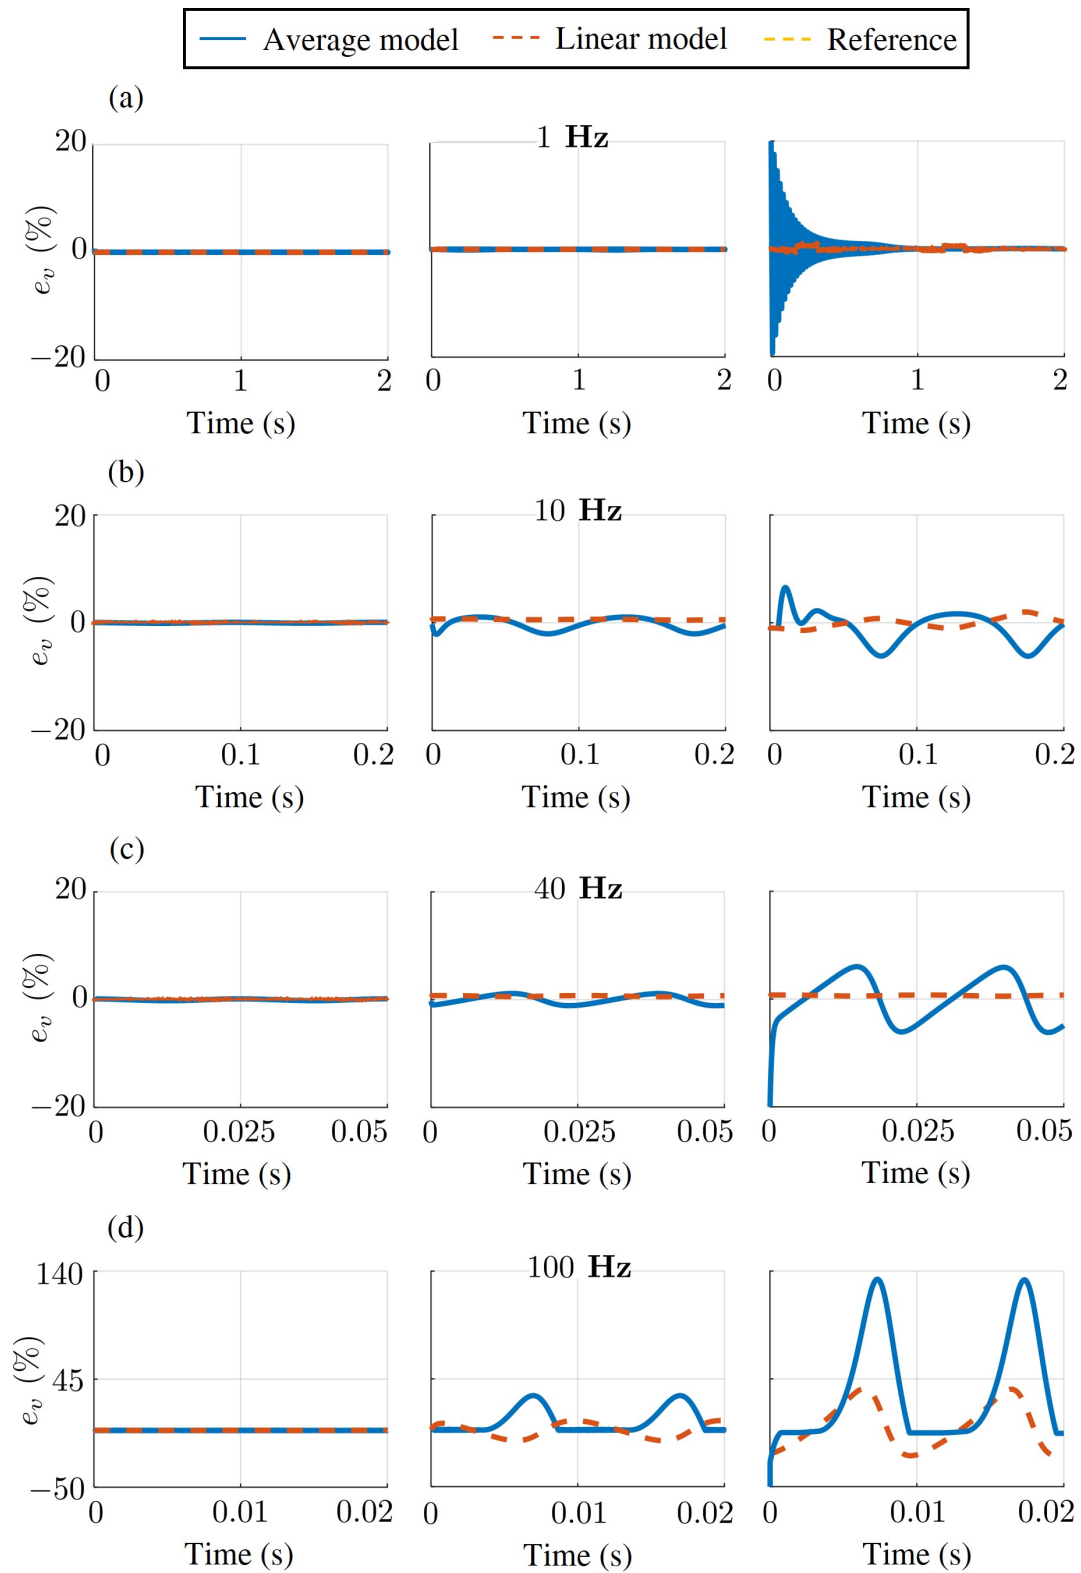 Average model Linear model Reference
(a)
1 Hz
20
0
−20
e_v (%)
0 1 2 0 1 2 0 1 2
Time (s) Time (s) Time (s)
(b)
10 Hz
20
0
−20
e_v (%)
0 0.1 0.2 0 0.1 0.2 0 0.1 0.2
Time (s) Time (s) Time (s)
(c)
40 Hz
20
0
−20
e_v (%)
0 0.025 0.05 0 0.025 0.05 0 0.025 0.05
Time (s) Time (s) Time (s)
(d)
100 Hz
140
45
−50
e_v (%)
0 0.01 0.02 0 0.01 0.02 0 0.01 0.02
Time (s) Time (s) Time (s)